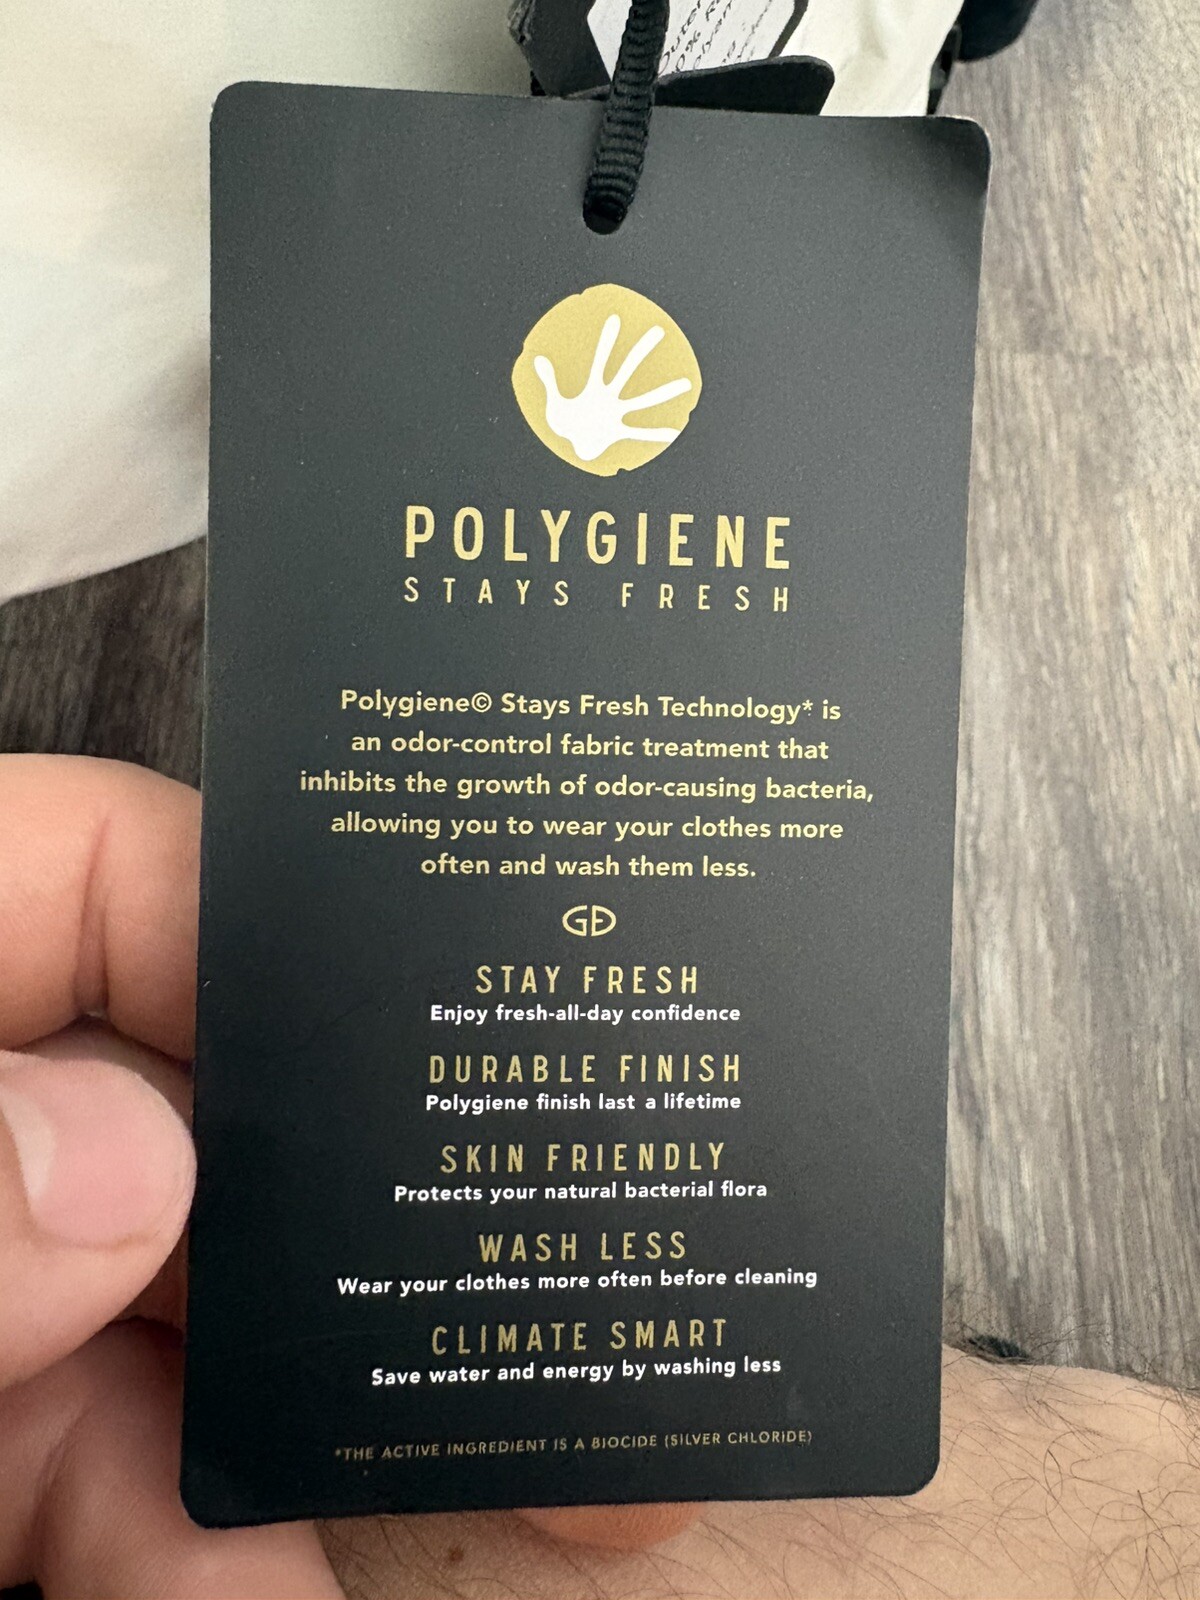 Outer
0%
POLYGIENE
STAYS FRESH
Polygiene© Stays Fresh Technology* is
an odor-control fabric treatment that
inhibits the growth of odor-causing bacteria,
allowing you to wear your clothes more
often and wash them less.
GD
STAY FRESH
Enjoy fresh-all-day confidence
DURABLE FINISH
Polygiene finish last a lifetime
SKIN FRIENDLY
Protects your natural bacterial flora
WASH LESS
Wear your clothes more often before cleaning
CLIMATE SMART
Save water and energy by washing less
*THE ACTIVE INGREDIENT IS A BIOCIDE (SILVER CHLORIDE)